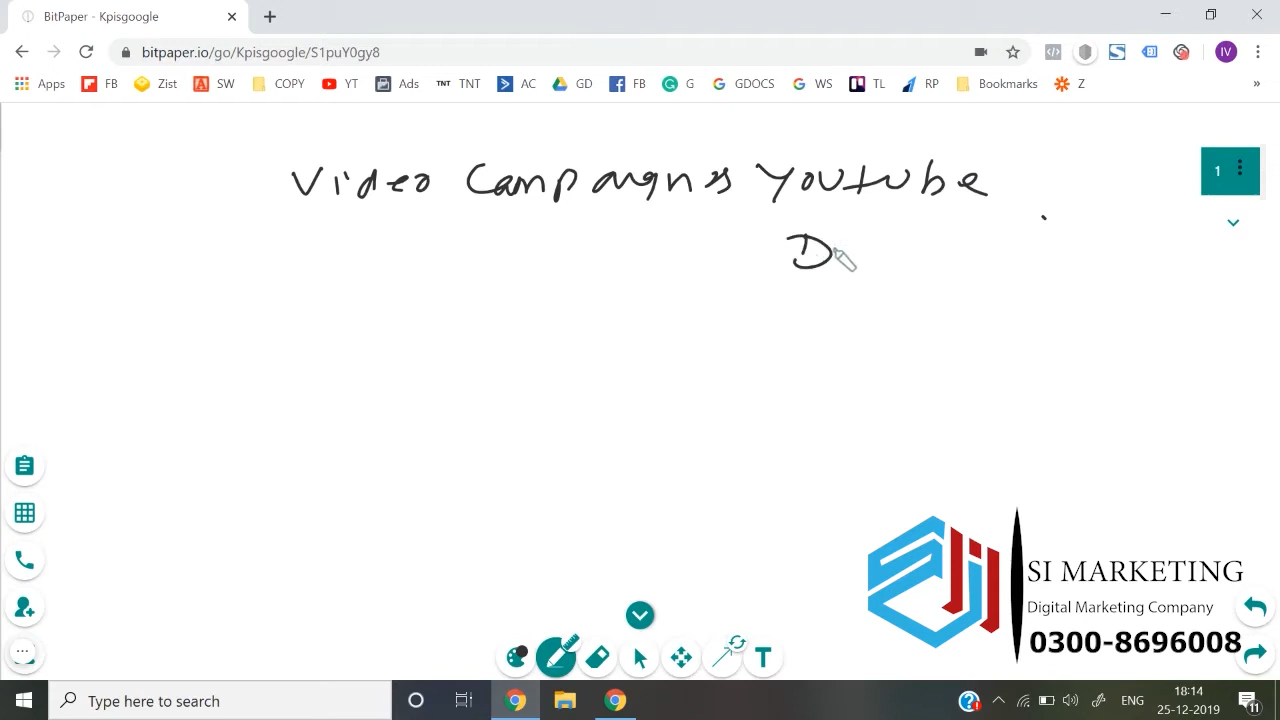 BitPaper - Kpisgoogle
bitpaper.io/go/Kpisgoogle/S1puY0gy8
IV
Apps FB Zist SW COPY YT Ads TNT TNT AC GD FB G GDOCS WS TL RP Bookmarks Z »
Video Campaigns Youtube
D
1
SI MARKETING
Digital Marketing Company
0300-8696008
T
Type here to search
ENG
18:14
25-12-2019
11